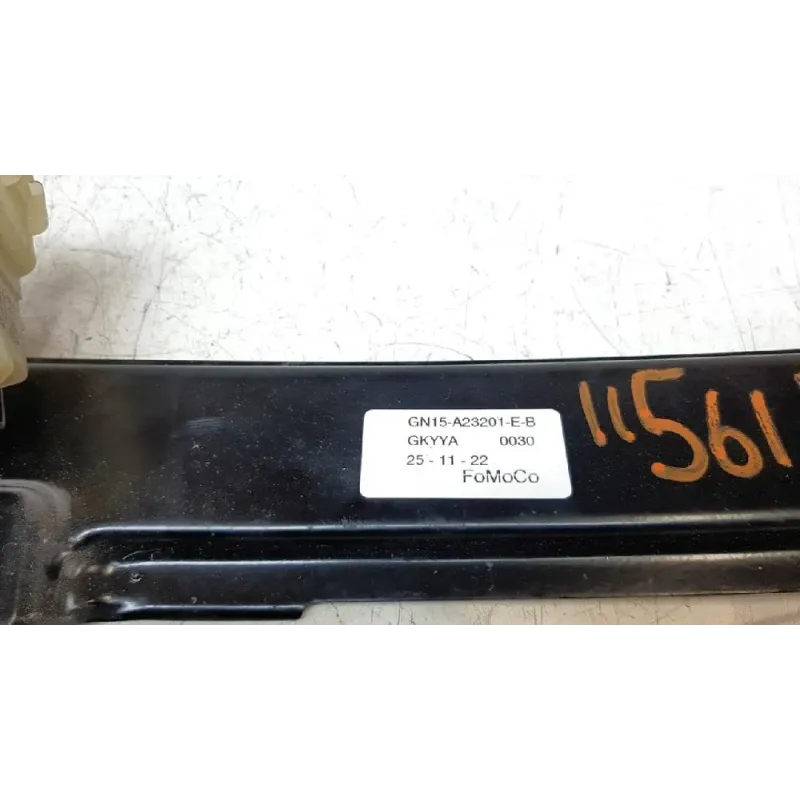 GN15-A23201-E-B
GKYYA 0030
25 - 11 - 22
FoMoCo
11561